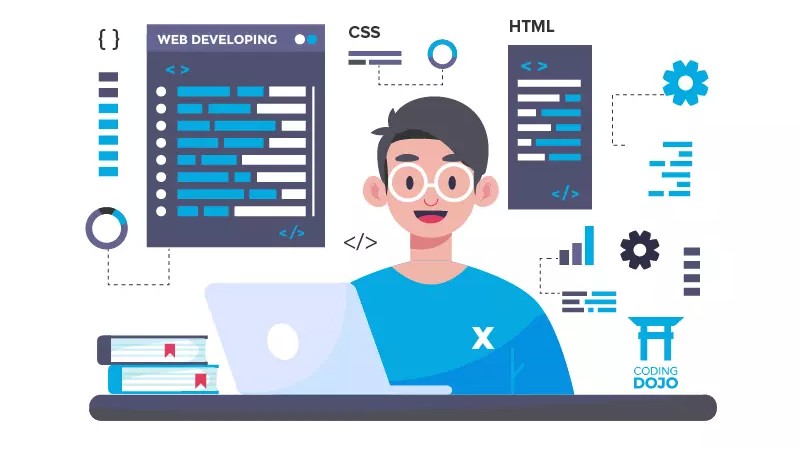 { }
WEB DEVELOPING
< >
</>
CSS
HTML
< >
</>
</>
X
CODING
DOJO